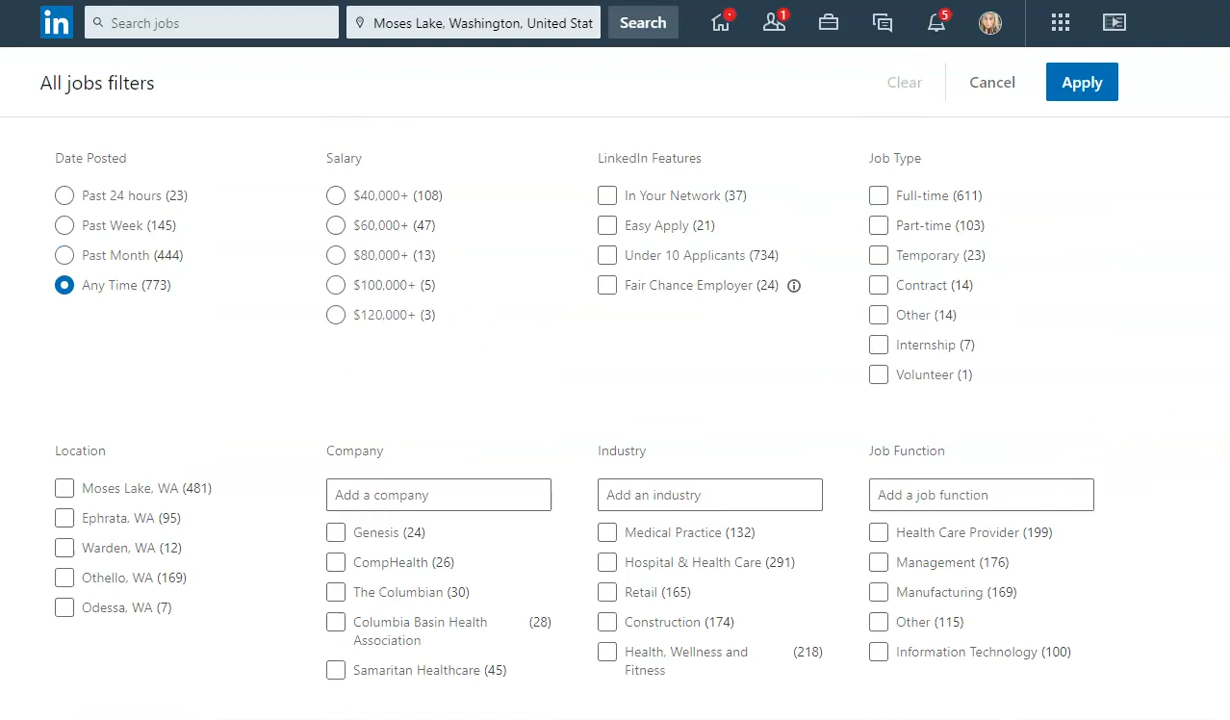 in Search jobs Moses Lake, Washington, United Stat Search 1 5
All jobs filters Clear Cancel Apply
Date Posted
Past 24 hours (23)
Past Week (145)
Past Month (444)
Any Time (773)
Salary
$40,000+ (108)
$60,000+ (47)
$80,000+ (13)
$100,000+ (5)
$120,000+ (3)
LinkedIn Features
In Your Network (37)
Easy Apply (21)
Under 10 Applicants (734)
Fair Chance Employer (24)
Job Type
Full-time (611)
Part-time (103)
Temporary (23)
Contract (14)
Other (14)
Internship (7)
Volunteer (1)
Location
Moses Lake, WA (481)
Ephrata, WA (95)
Warden, WA (12)
Othello, WA (169)
Odessa, WA (7)
Company
Add a company
Genesis (24)
CompHealth (26)
The Columbian (30)
Columbia Basin Health (28)
Association
Samaritan Healthcare (45)
Industry
Add an industry
Medical Practice (132)
Hospital & Health Care (291)
Retail (165)
Construction (174)
Health, Wellness and (218)
Fitness
Job Function
Add a job function
Health Care Provider (199)
Management (176)
Manufacturing (169)
Other (115)
Information Technology (100)